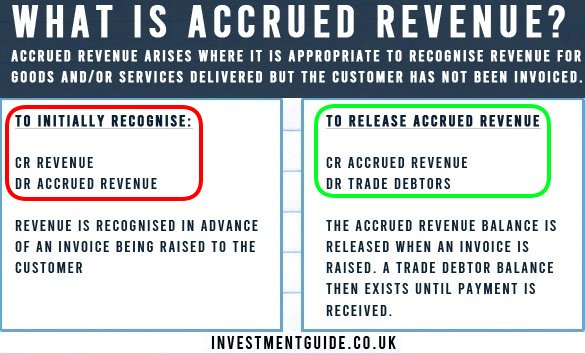 WHAT IS ACCRUED REVENUE?
ACCRUED REVENUE ARISES WHERE IT IS APPROPRIATE TO RECOGNISE REVENUE FOR
GOODS AND/OR SERVICES DELIVERED BUT THE CUSTOMER HAS NOT BEEN INVOICED.
TO INITIALLY RECOGNISE:
CR REVENUE
DR ACCRUED REVENUE
REVENUE IS RECOGNISED IN ADVANCE
OF AN INVOICE BEING RAISED TO THE
CUSTOMER
TO RELEASE ACCRUED REVENUE
CR ACCRUED REVENUE
DR TRADE DEBTORS
THE ACCRUED REVENUE BALANCE IS
RELEASED WHEN AN INVOICE IS
RAISED. A TRADE DEBTOR BALANCE
THEN EXISTS UNTIL PAYMENT IS
RECEIVED.
INVESTMENTGUIDE.CO.UK